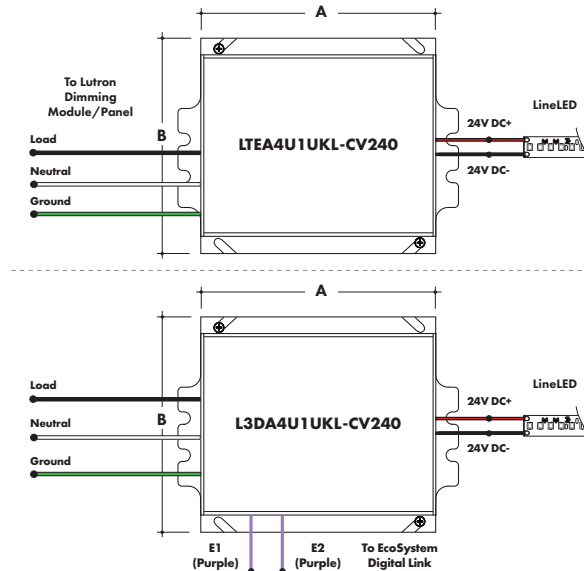 A
To Lutron
Dimming
Module/Panel
B
LTEA4U1UKL-CV240
LineLED
24V DC+
24V DC-
Load
Neutral
Ground
A
B
L3DA4U1UKL-CV240
LineLED
24V DC+
24V DC-
Load
Neutral
Ground
E1
(Purple)
E2
(Purple)
To EcoSystem
Digital Link